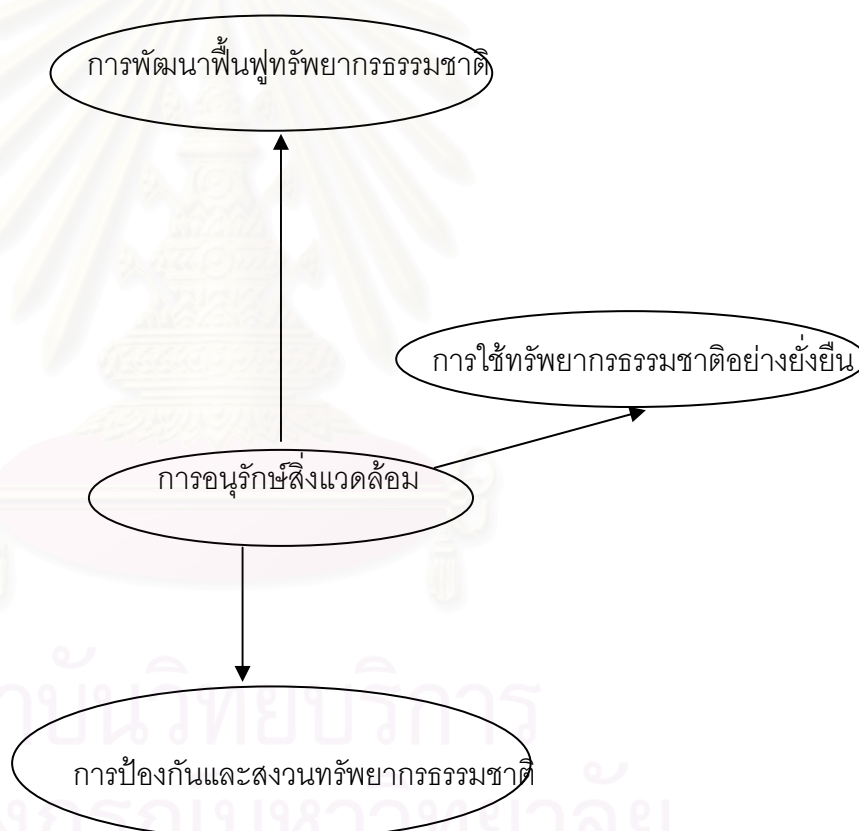 การพัฒนาฟื้นฟูทรัพยากรธรรมชาติ
การใช้ทรัพยากรธรรมชาติอย่างยั่งยืน
การอนุรักษ์สิ่งแวดล้อม
การป้องกันและสงวนทรัพยากรธรรมชาติ